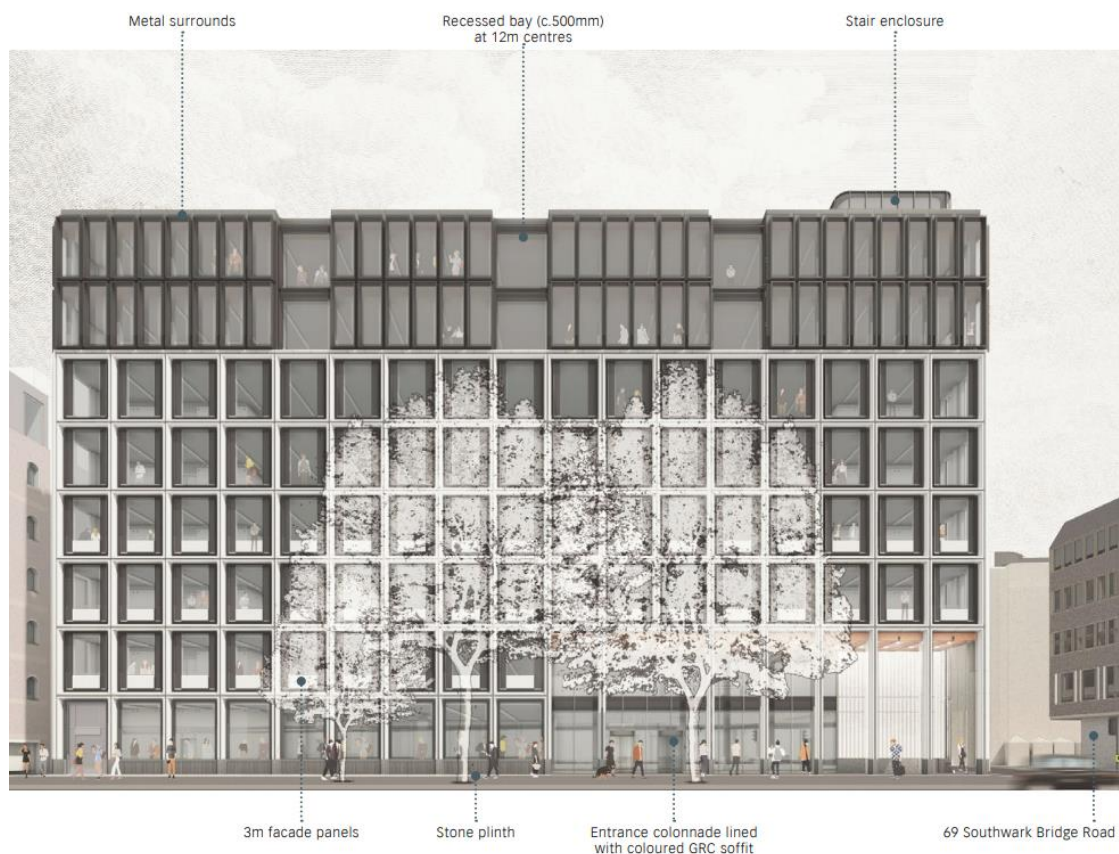 Metal surrounds
Recessed bay (c.500mm)
at 12m centres
Stair enclosure
3m facade panels
Stone plinth
Entrance colonnade lined
with coloured GRC soffit
69 Southwark Bridge Road